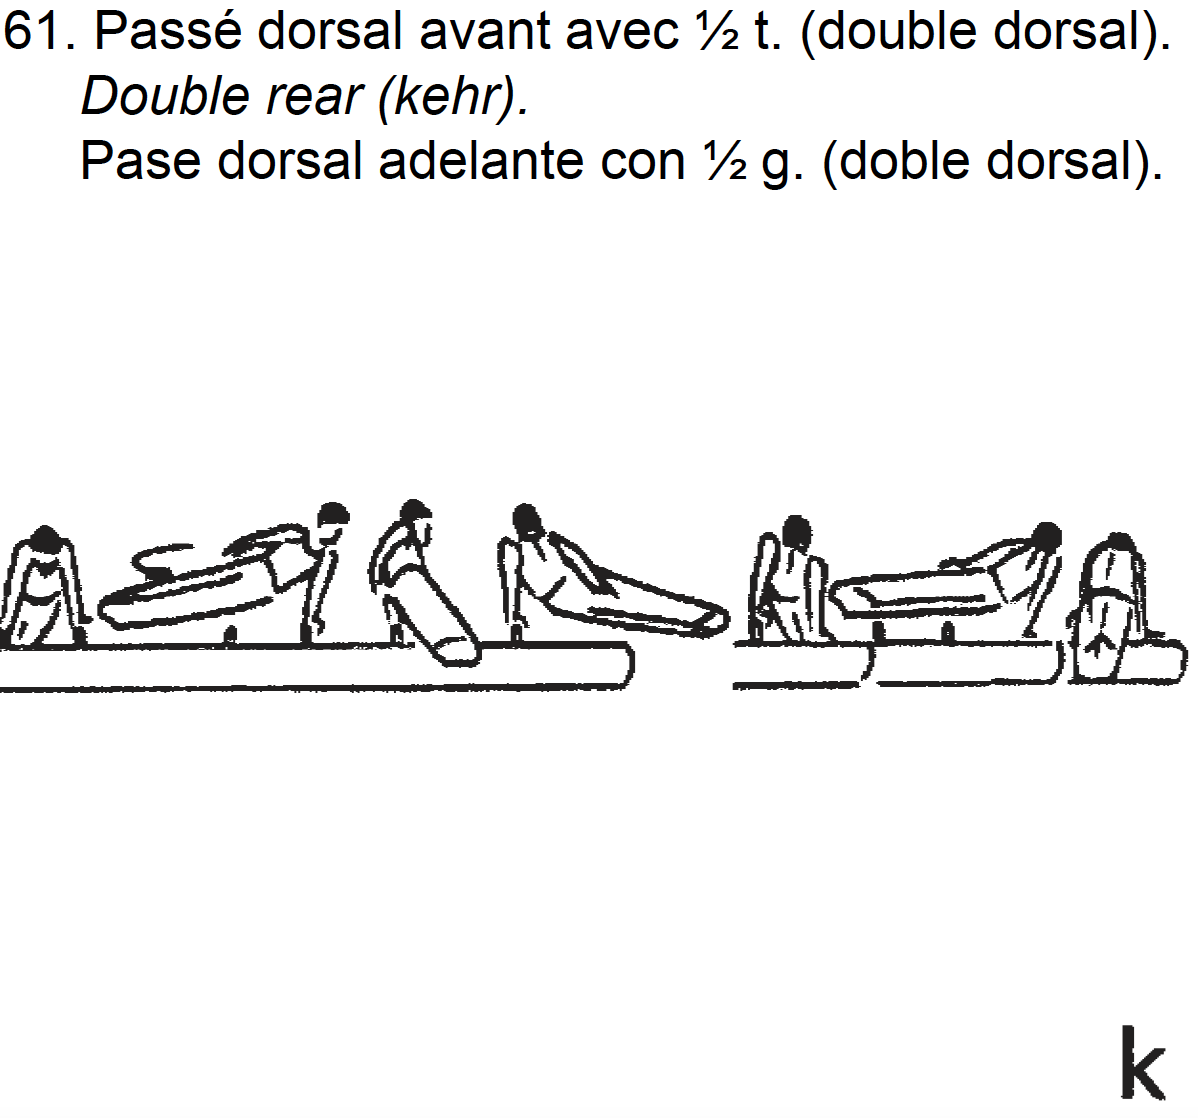 61. Passé dorsal avant avec ½ t. (double dorsal).
Double rear (kehr).
Pase dorsal adelante con ½ g. (doble dorsal).
k